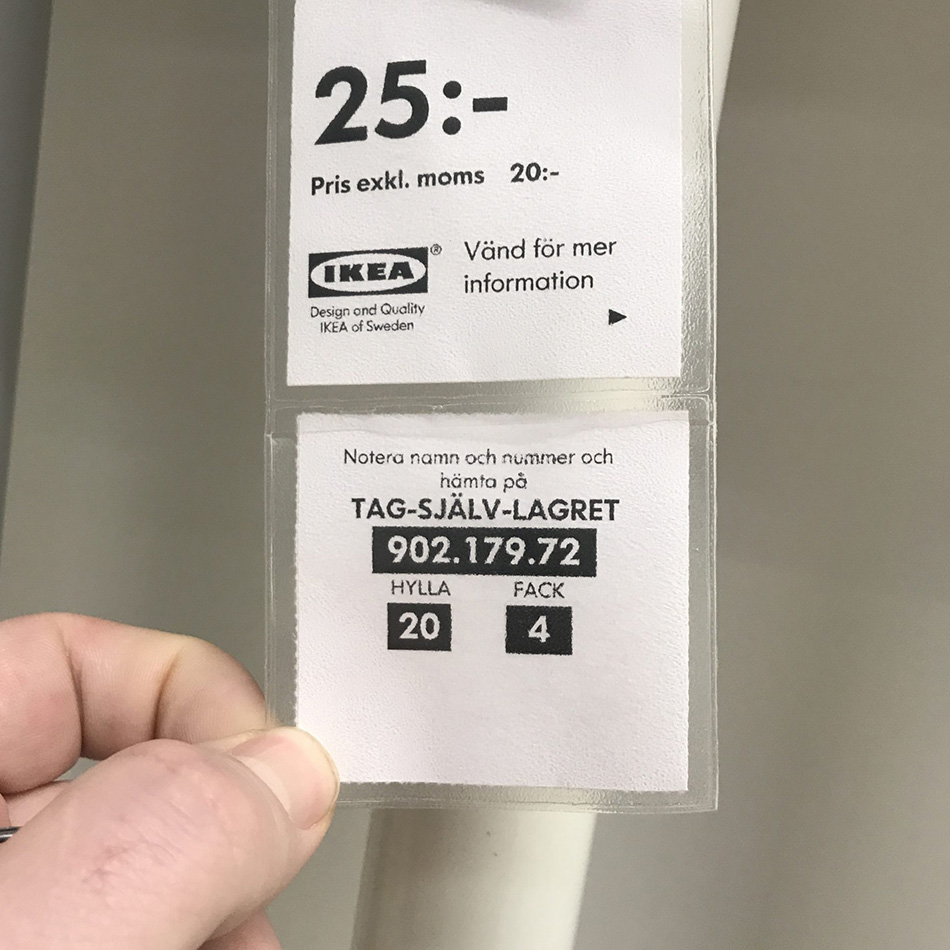 25:-
Pris exkl. moms 20:-
IKEA®
Design and Quality
IKEA of Sweden
Vänd för mer
information
Notera namn och nummer och
hämta på
TAG-SJÄLV-LAGRET
902.179.72
HYLLA FACK
20 4